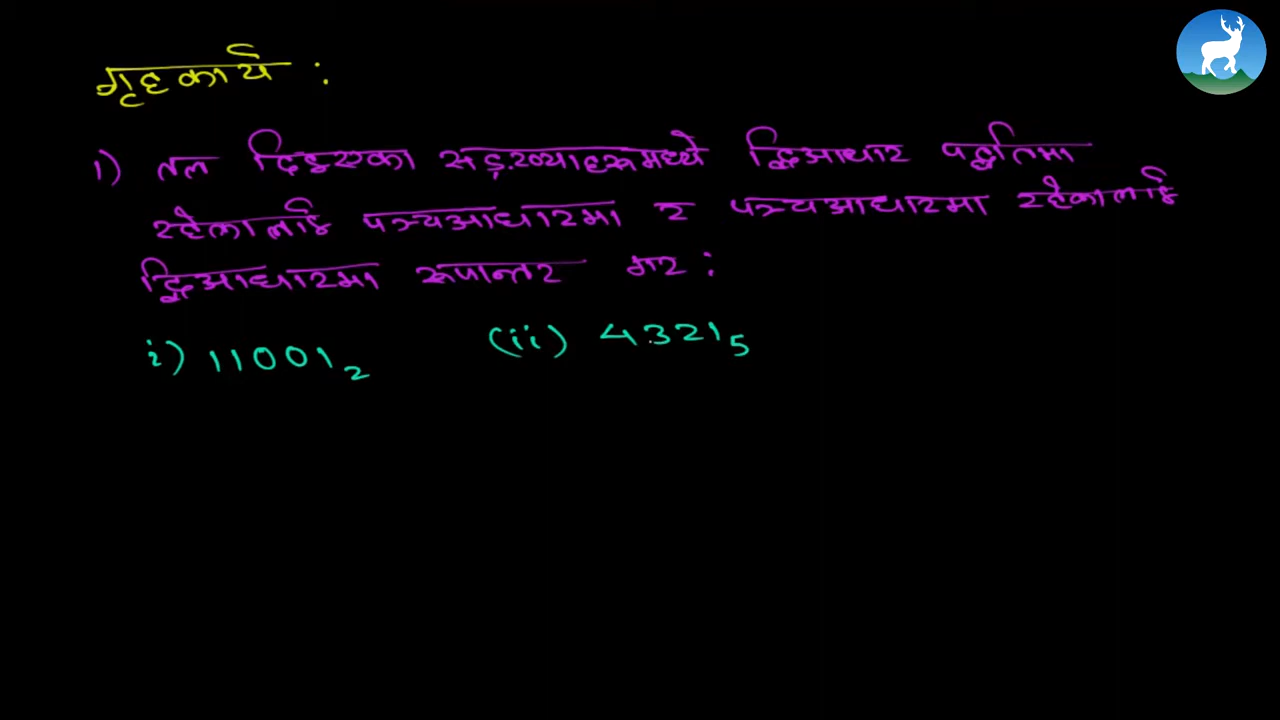 गृहकार्य :
१) तल दिइएका सङ्ख्याहरूमध्ये द्विआधार पद्धतिमा
रहेलालाई पञ्चआधारमा र पञ्चआधारमा रहेकालाई
द्विआधारमा रूपान्तर गर :
i) 11001₂ (ii) 4321₅